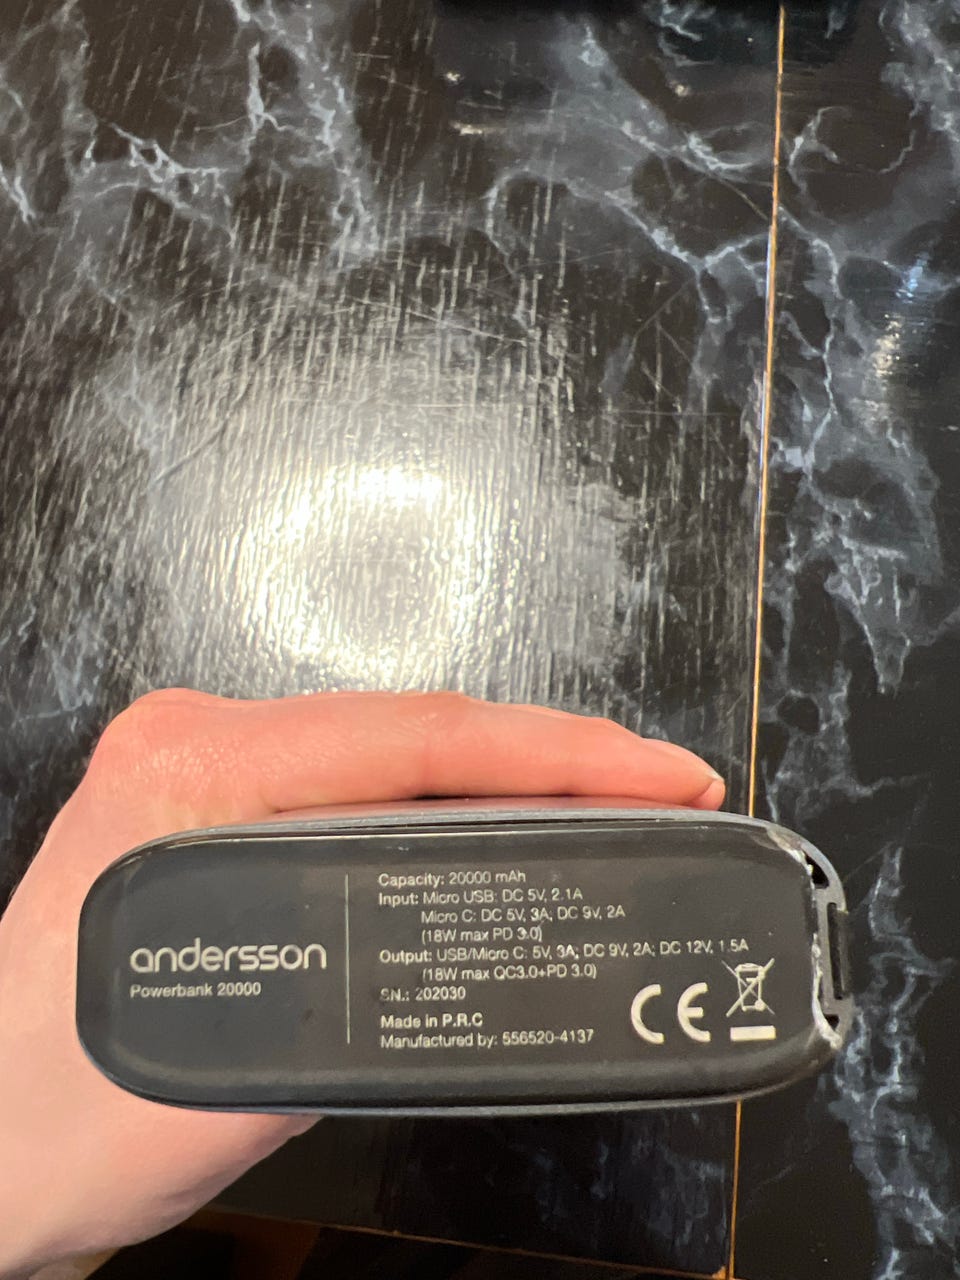 andersson
Powerbank 20000
Capacity: 20000 mAh
Input: Micro USB: DC 5V, 2.1A
Micro C: DC 5V, 3A; DC 9V, 2A
(18W max PD 3.0)
Output: USB/Micro C: 5V, 3A; DC 9V, 2A; DC 12V, 1.5A
(18W max QC3.0+PD 3.0)
SN.: 202030
Made in P.R.C
Manufactured by: 556520-4137
CE